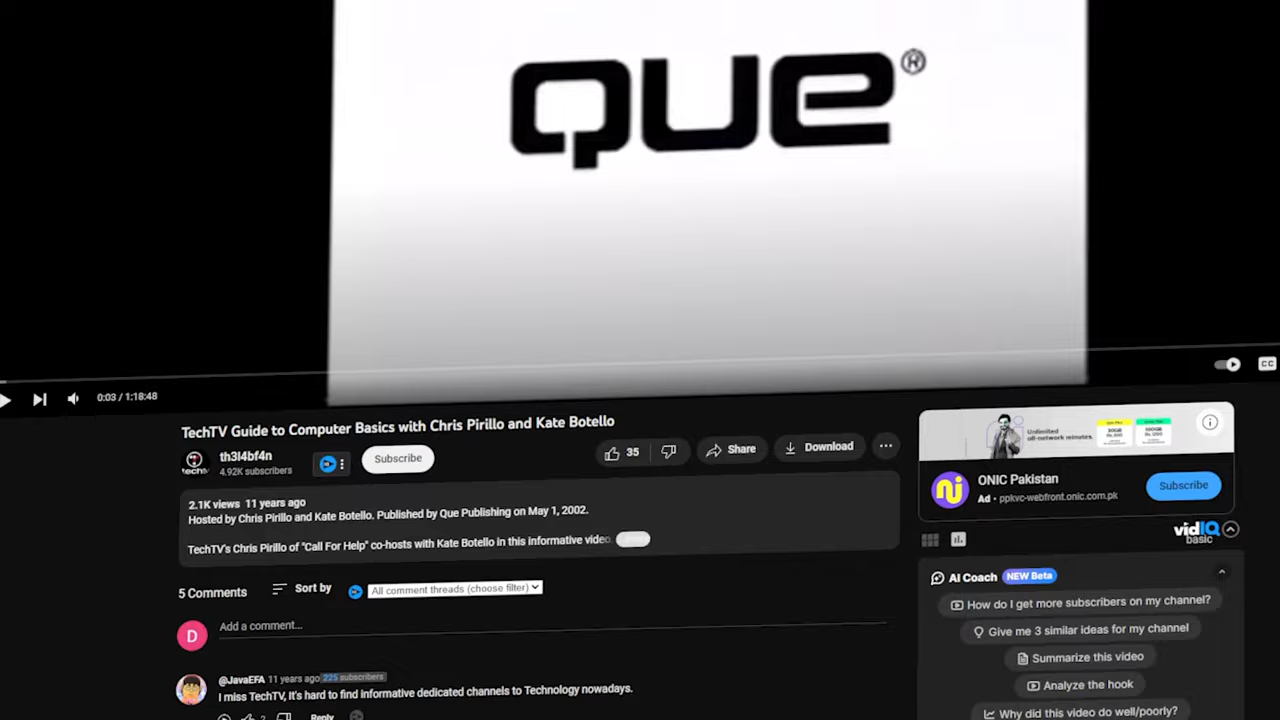 QUe®
0:03 / 1:18:48
CC
TechTV Guide to Computer Basics with Chris Pirillo and Kate Botello
th3l4bf4n
4.92K subscribers
Subscribe
35
Share
Download
2.1K views 11 years ago
Hosted by Chris Pirillo and Kate Botello. Published by Que Publishing on May 1, 2002.
TechTV's Chris Pirillo of "Call For Help" co-hosts with Kate Botello in this informative video.
5 Comments
Sort by
All comment threads (choose filter)
D
Add a comment...
@JavaEFA 11 years ago 225 subscribers
I miss TechTV, It's hard to find informative dedicated channels to Technology nowadays.
2
Reply
Unlimited
all-network minutes.
ONIC Pakistan
Ad • ppkvc-webfront.onic.com.pk
Subscribe
vidIQ
basic
AI Coach NEW Beta
How do I get more subscribers on my channel?
Give me 3 similar ideas for my channel
Summarize this video
Analyze the hook
Why did this video do well/poorly?